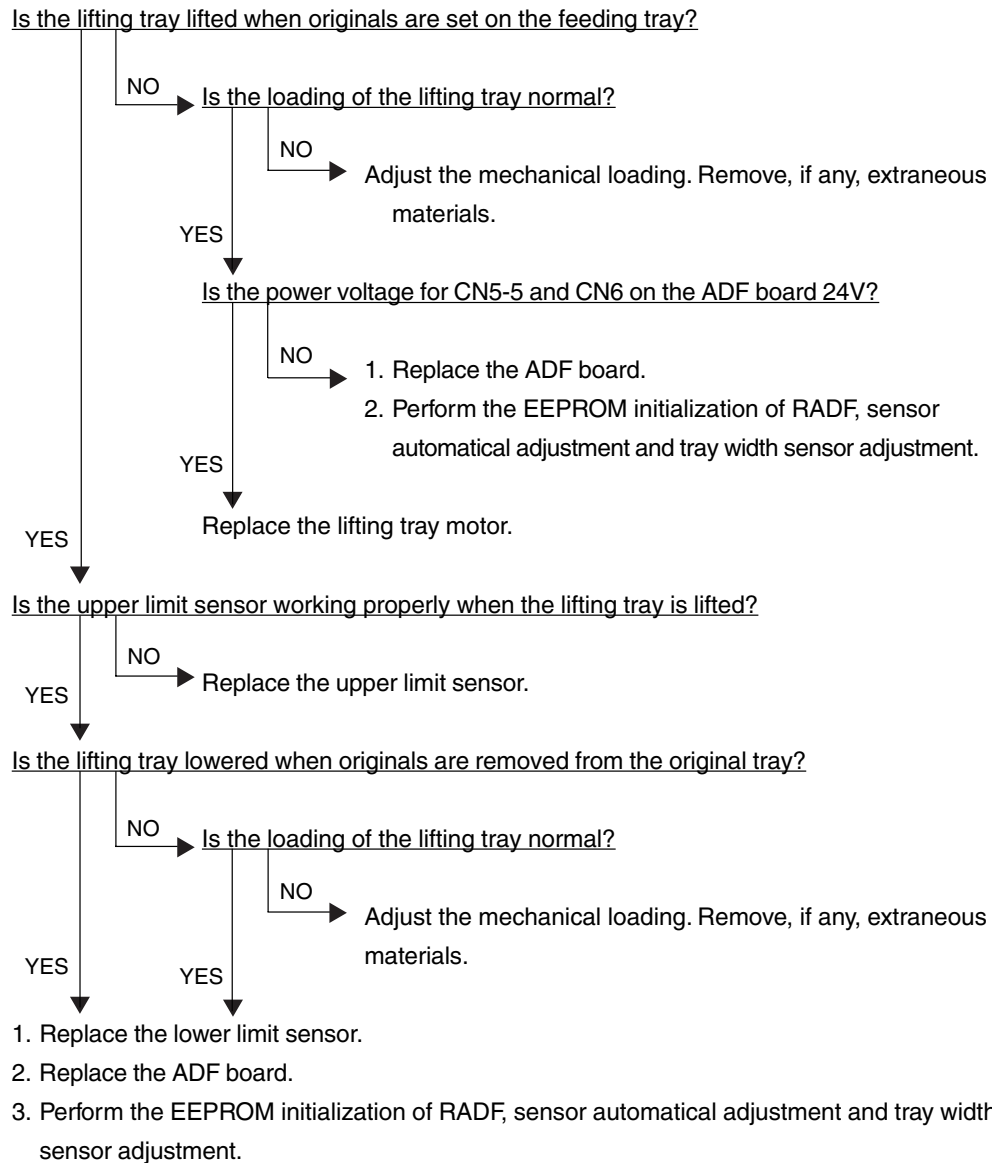 Is the lifting tray lifted when originals are set on the feeding tray?
NO
Is the loading of the lifting tray normal?
NO
Adjust the mechanical loading. Remove, if any, extraneous
materials.
YES
Is the power voltage for CN5-5 and CN6 on the ADF board 24V?
NO
1. Replace the ADF board.
2. Perform the EEPROM initialization of RADF, sensor
automatical adjustment and tray width sensor adjustment.
YES
Replace the lifting tray motor.
YES
Is the upper limit sensor working properly when the lifting tray is lifted?
NO
Replace the upper limit sensor.
YES
Is the lifting tray lowered when originals are removed from the original tray?
NO
Is the loading of the lifting tray normal?
NO
Adjust the mechanical loading. Remove, if any, extraneous
materials.
YES
YES
1. Replace the lower limit sensor.
2. Replace the ADF board.
3. Perform the EEPROM initialization of RADF, sensor automatical adjustment and tray width
sensor adjustment.